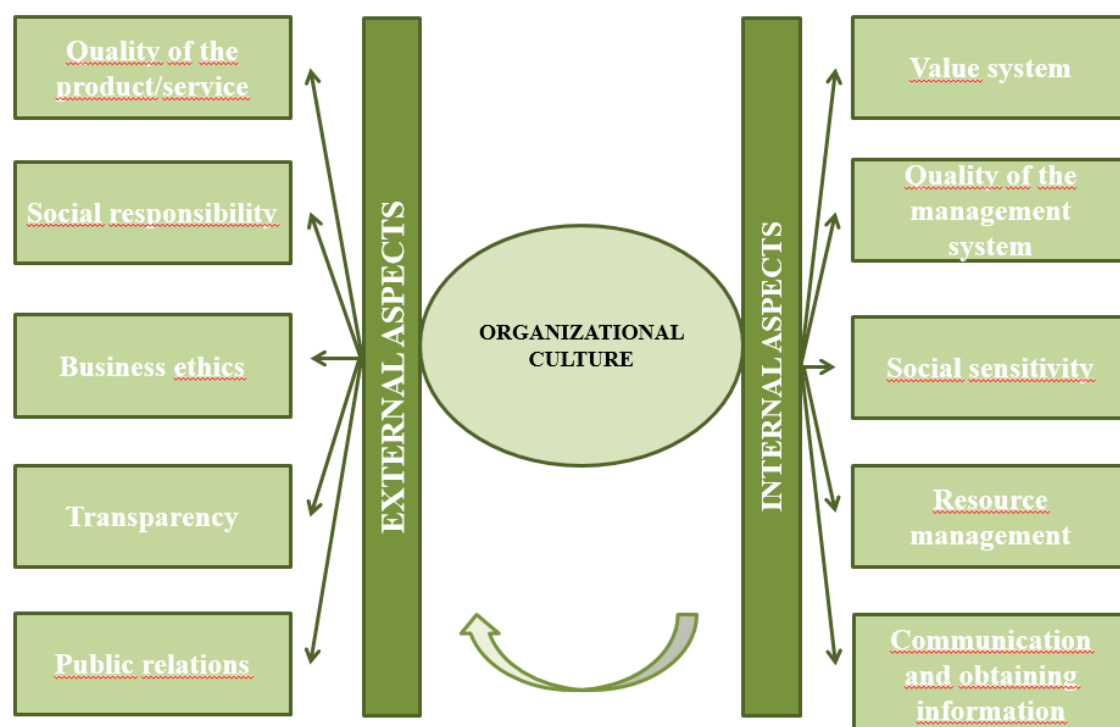 Quality of the
product/service
Social responsibility
Business ethics
Transparency
Public relations
EXTERNAL ASPECTS
ORGANIZATIONAL
CULTURE
INTERNAL ASPECTS
Value system
Quality of the
management
system
Social sensitivity
Resource
management
Communication
and obtaining
information